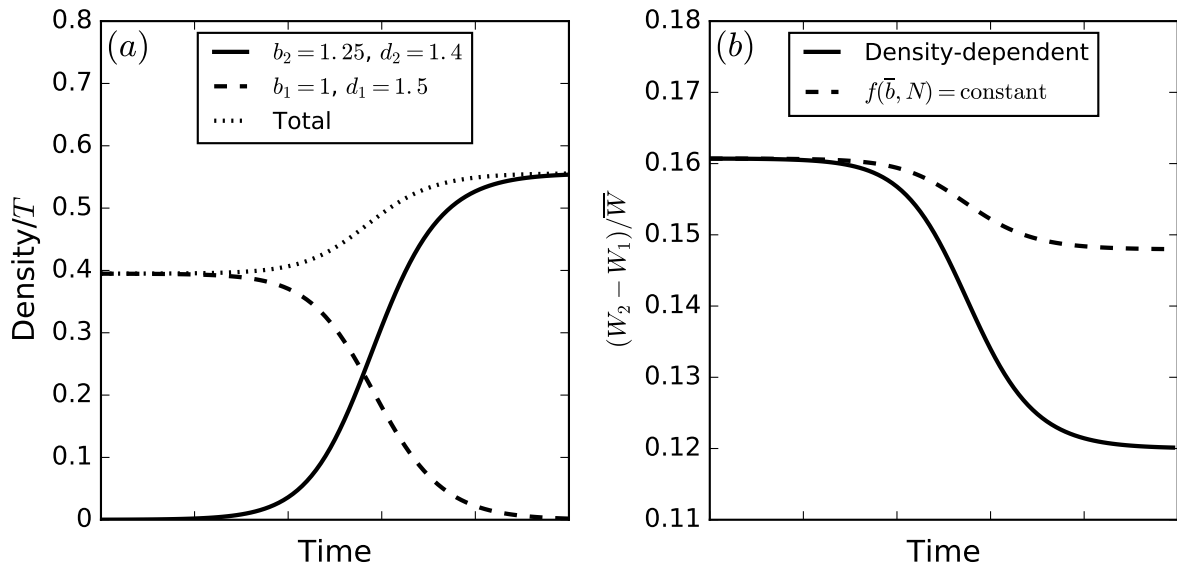 (a)
b₂ = 1.25, d₂ = 1.4
b₁ = 1, d₁ = 1.5
Total
Density/T
0.8
0.7
0.6
0.5
0.4
0.3
0.2
0.1
0
Time
(b)
Density-dependent
f(b̅, N) = constant
(W₂ − W₁)/W̅
0.18
0.17
0.16
0.15
0.14
0.13
0.12
0.11
Time